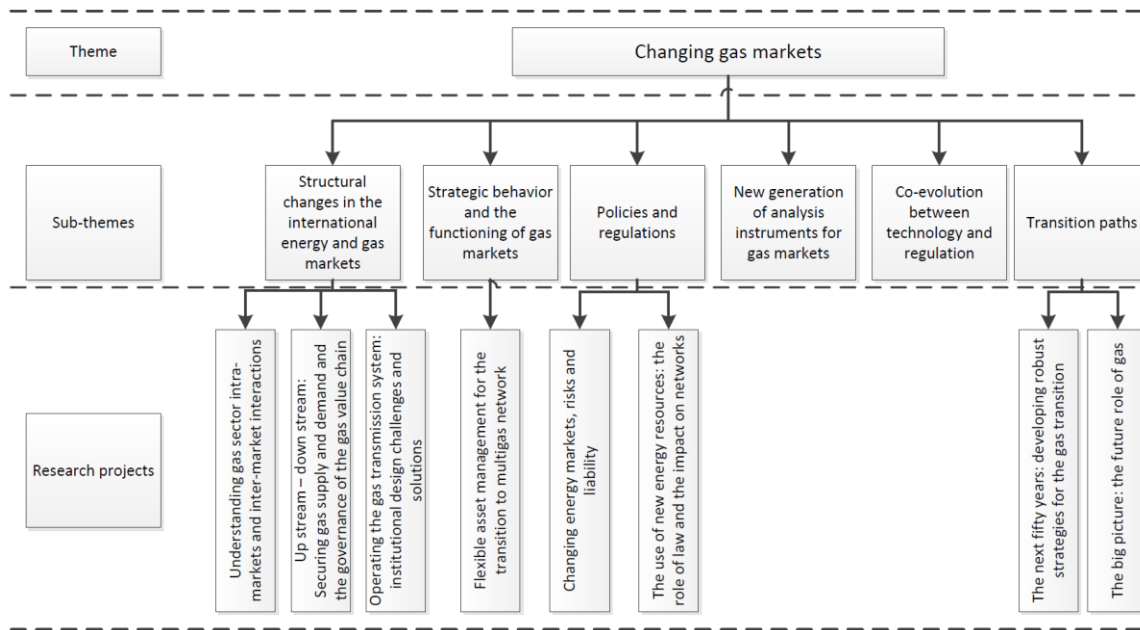 Theme
Changing gas markets
Sub-themes
Structural
changes in the
international
energy and gas
markets
Strategic behavior
and the
functioning of gas
markets
Policies and
regulations
New generation
of analysis
instruments for
gas markets
Co-evolution
between
technology and
regulation
Transition paths
Research projects
Understanding gas sector intra-
markets and inter-market interactions
Up stream – down stream:
Securing gas supply and demand and
the governance of the gas value chain
Operating the gas transmission system:
institutional design challenges and
solutions
Flexible asset management for the
transition to multigas network
Changing energy markets, risks and
liability
The use of new energy resources: the
role of law and the impact on networks
The next fifty years: developing robust
strategies for the gas transition
The big picture: the future role of gas